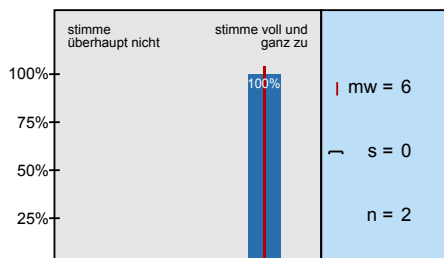 stimme
überhaupt nicht
stimme voll und
ganz zu
100%
75%
50%
25%
100%
mw = 6
s = 0
n = 2